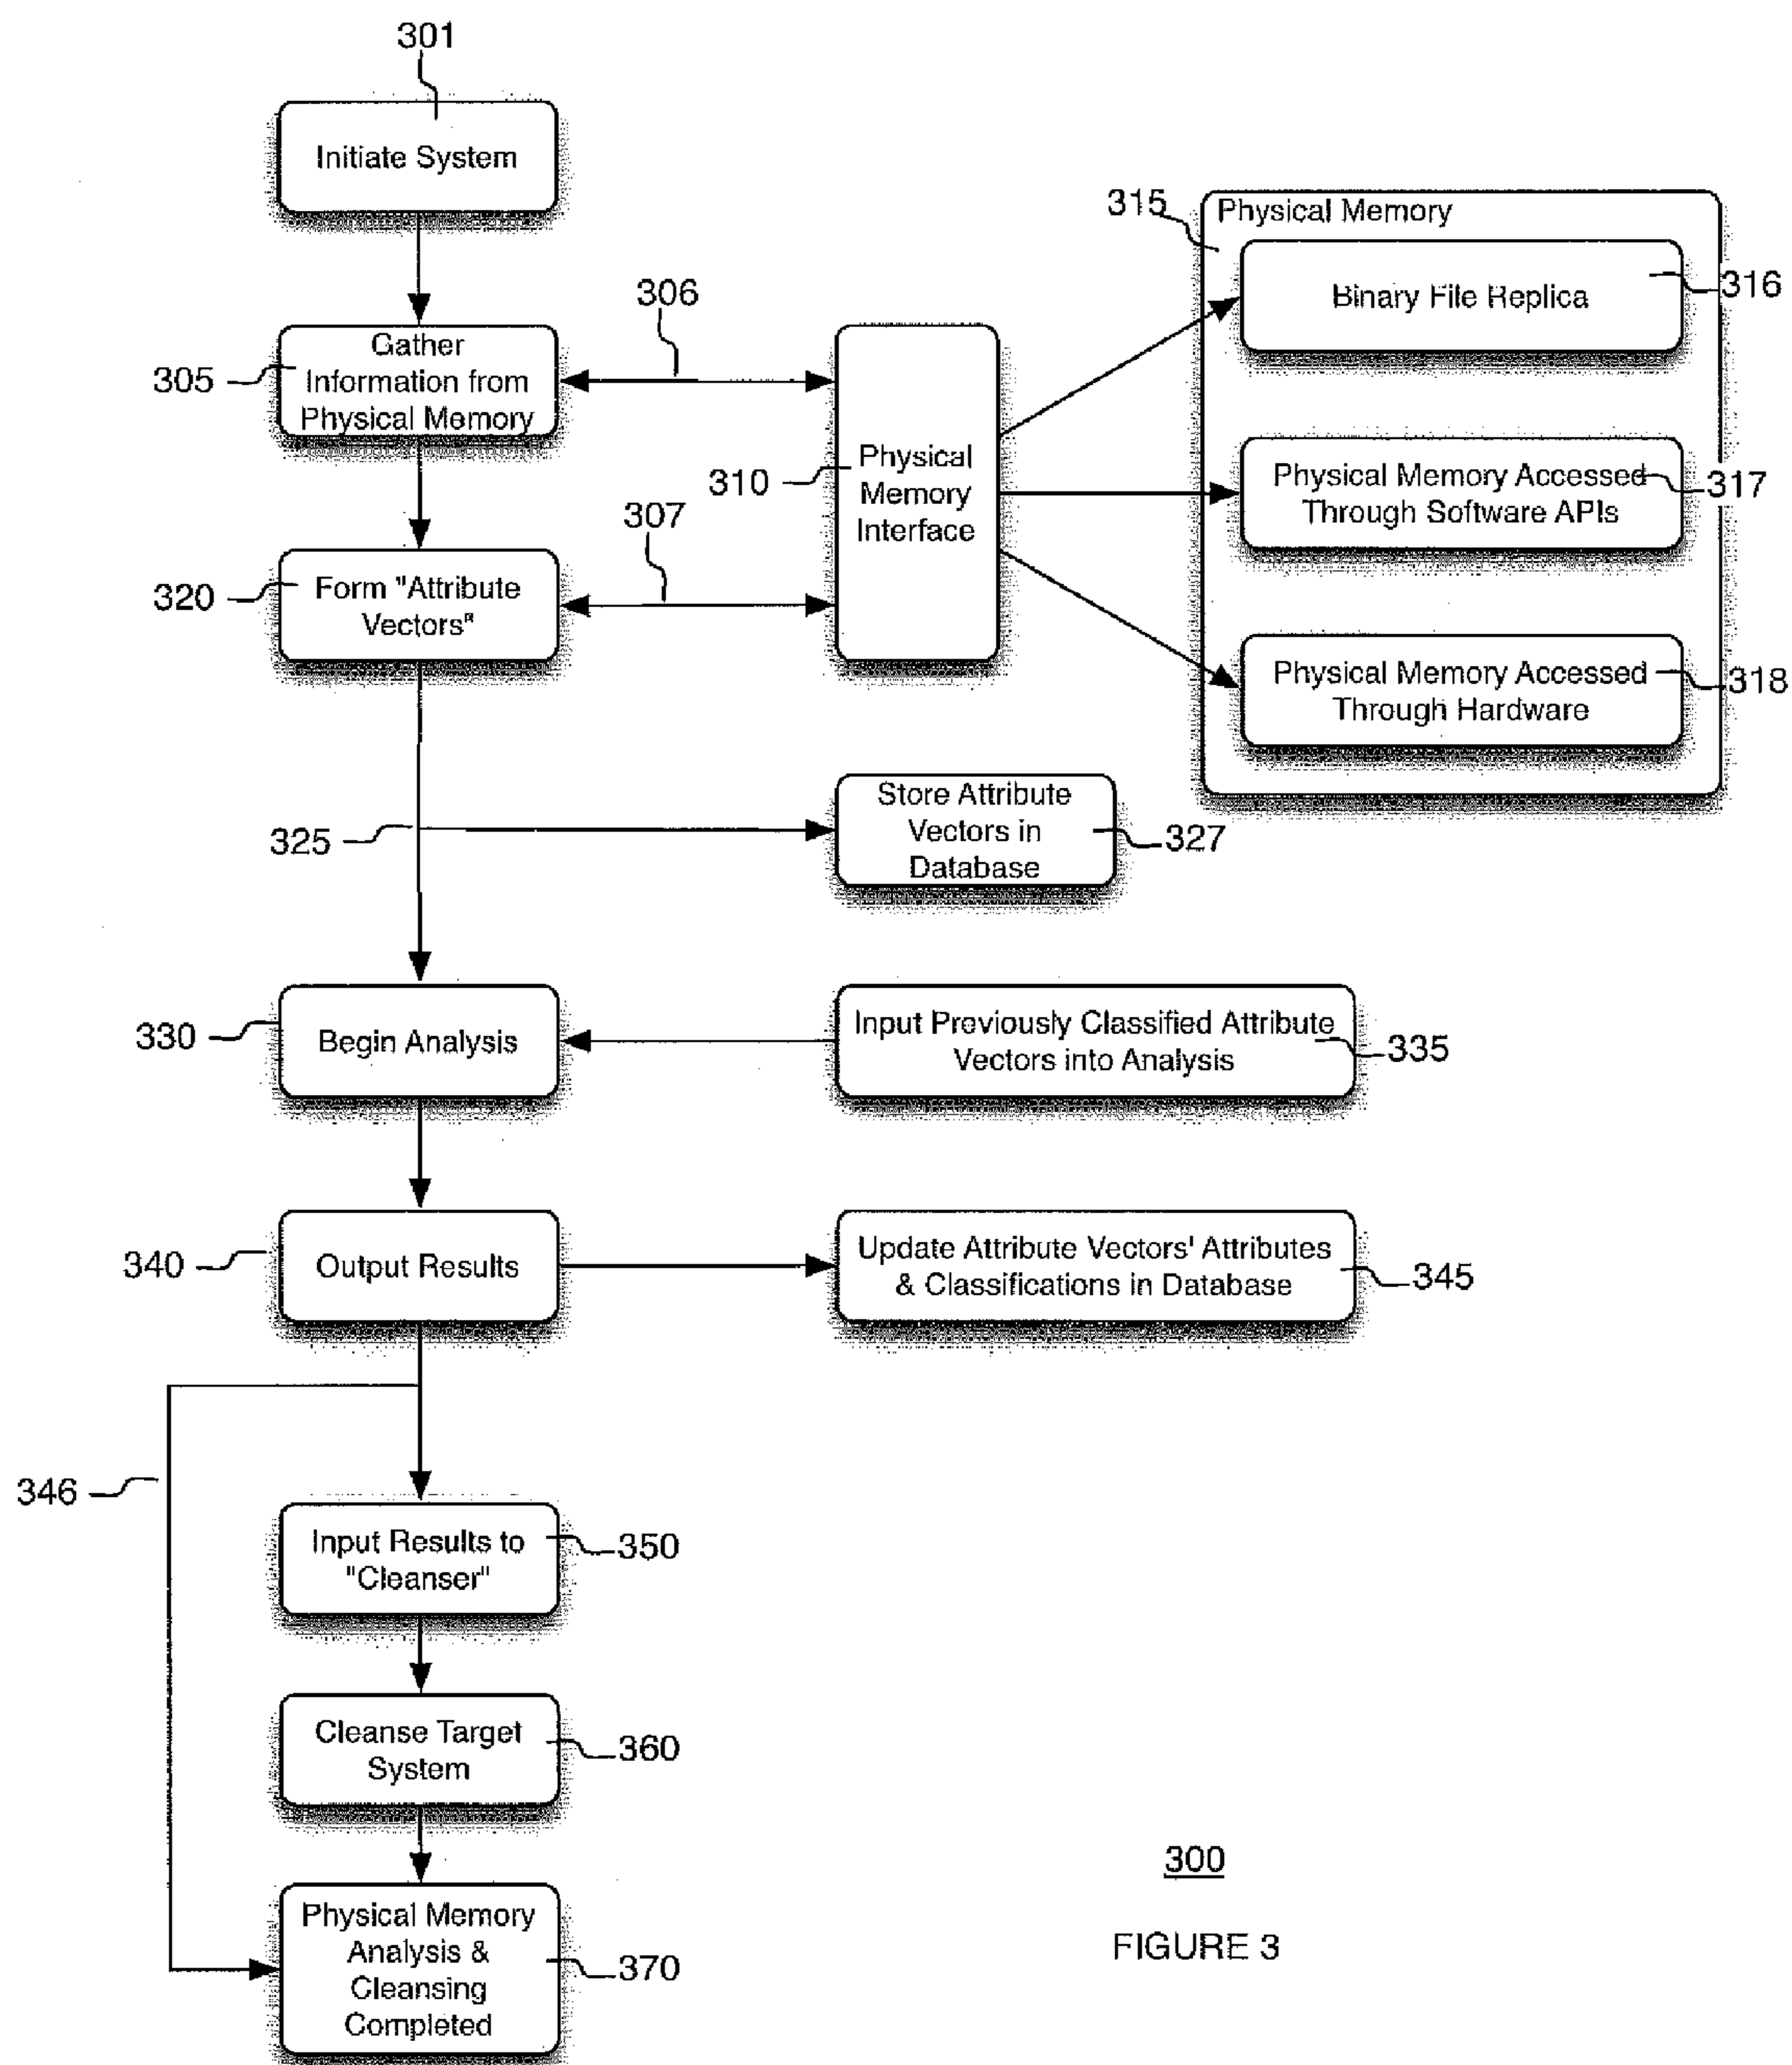 301
Initiate System
315
Physical Memory
Binary File Replica
316
306
305
Gather
Information from
Physical Memory
310
Physical
Memory
Interface
Physical Memory Accessed
Through Software APIs
317
307
320
Form "Attribute
Vectors"
Physical Memory Accessed
Through Hardware
318
325
Store Attribute
Vectors in
Database
327
330
Begin Analysis
Input Previously Classified Attribute
Vectors into Analysis
335
340
Output Results
Update Attribute Vectors' Attributes
& Classifications in Database
345
346
Input Results to
"Cleanser"
350
Cleanse Target
System
360
Physical Memory
Analysis &
Cleansing
Completed
370
300
FIGURE 3